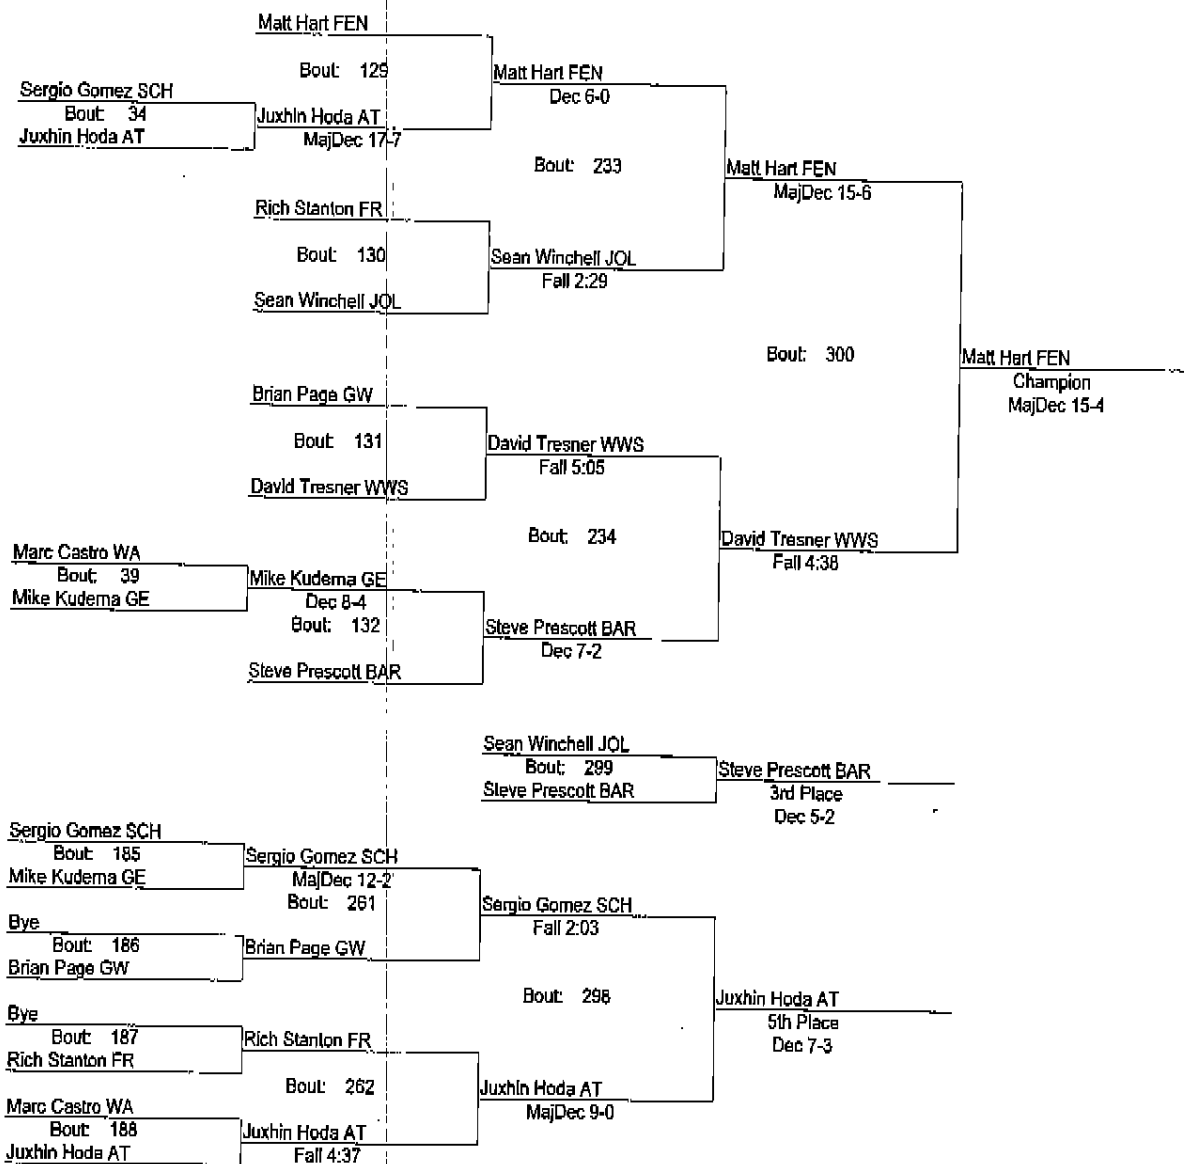 Matt Hart FEN
Bout: 129
Matt Hart FEN
Dec 6-0
Sergio Gomez SCH
Bout: 34
Juxhin Hoda AT
Juxhin Hoda AT
MajDec 17-7
Bout: 233
Matt Hart FEN
MajDec 15-6
Rich Stanton FR
Bout: 130
Sean Winchell JOL
Sean Winchell JOL
Fall 2:29
Bout: 300
Matt Hart FEN
Champion
MajDec 15-4
Brian Page GW
Bout: 131
David Tresner WWS
David Tresner WWS
Fall 5:05
Bout: 234
David Tresner WWS
Fall 4:38
Marc Castro WA
Bout: 39
Mike Kudema GE
Mike Kudema GE
Dec 8-4
Bout: 132
Steve Prescott BAR
Steve Prescott BAR
Dec 7-2
Sean Winchell JOL
Bout: 299
Steve Prescott BAR
Steve Prescott BAR
3rd Place
Dec 5-2
Sergio Gomez SCH
Bout: 185
Mike Kudema GE
Sergio Gomez SCH
MajDec 12-2
Bout: 261
Sergio Gomez SCH
Fall 2:03
Bye
Bout: 186
Brian Page GW
Brian Page GW
Bout: 298
Juxhin Hoda AT
5th Place
Dec 7-3
Bye
Bout: 187
Rich Stanton FR
Rich Stanton FR
Bout: 262
Juxhin Hoda AT
MajDec 9-0
Marc Castro WA
Bout: 188
Juxhin Hoda AT
Juxhin Hoda AT
Fall 4:37